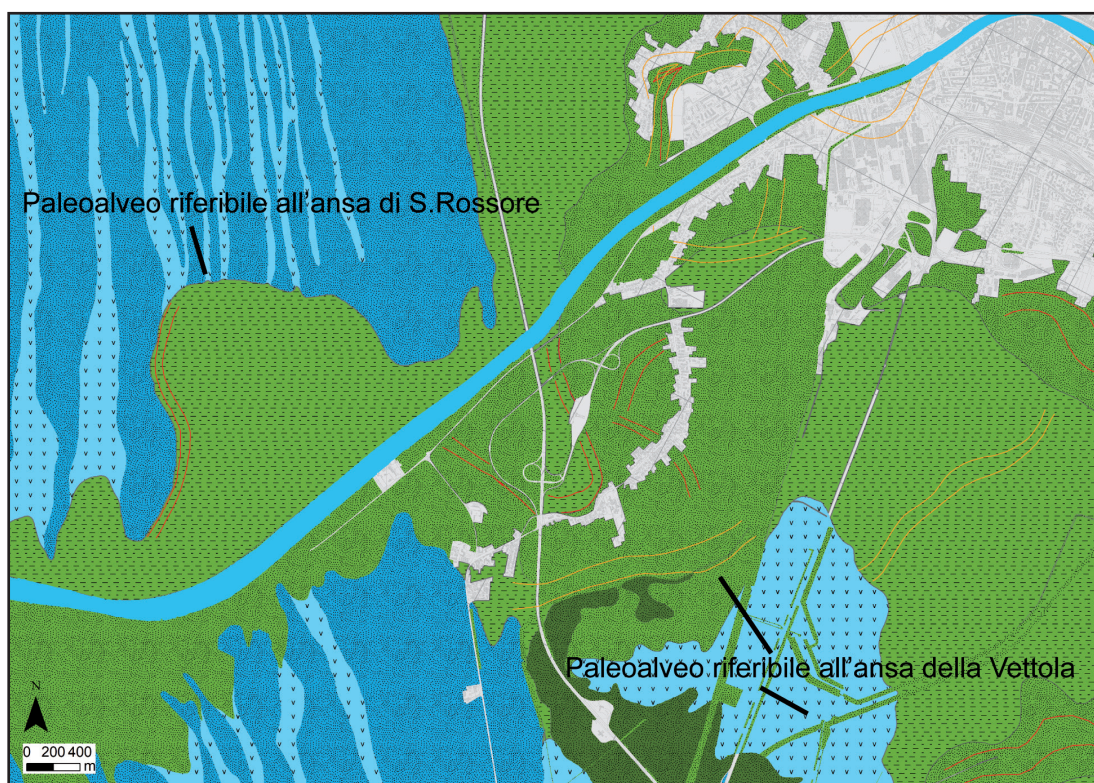 Paleoalveo riferibile all'ansa di S.Rossore
Paleoalveo riferibile all'ansa della Vettola
N
0 200 400
m